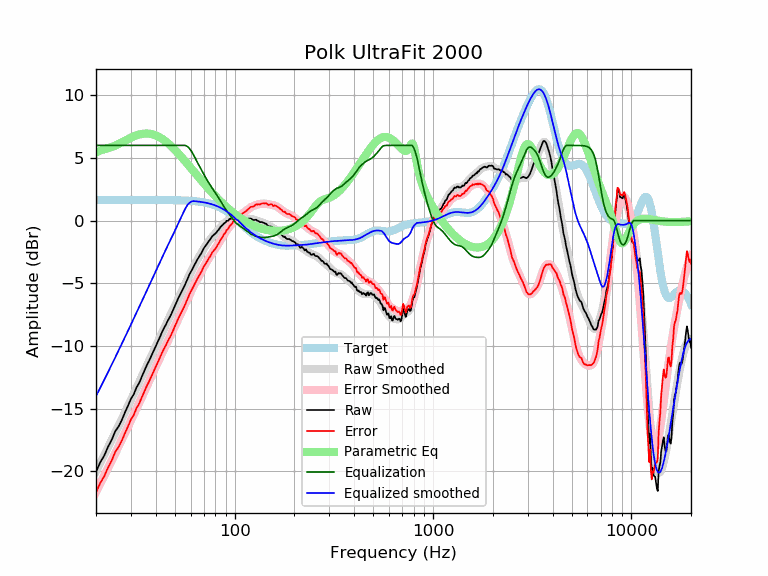 Polk UltraFit 2000
10
5
0
−5
−10
−15
−20
Amplitude (dBr)
Target
Raw Smoothed
Error Smoothed
Raw
Error
Parametric Eq
Equalization
Equalized smoothed
100
1000
10000
Frequency (Hz)